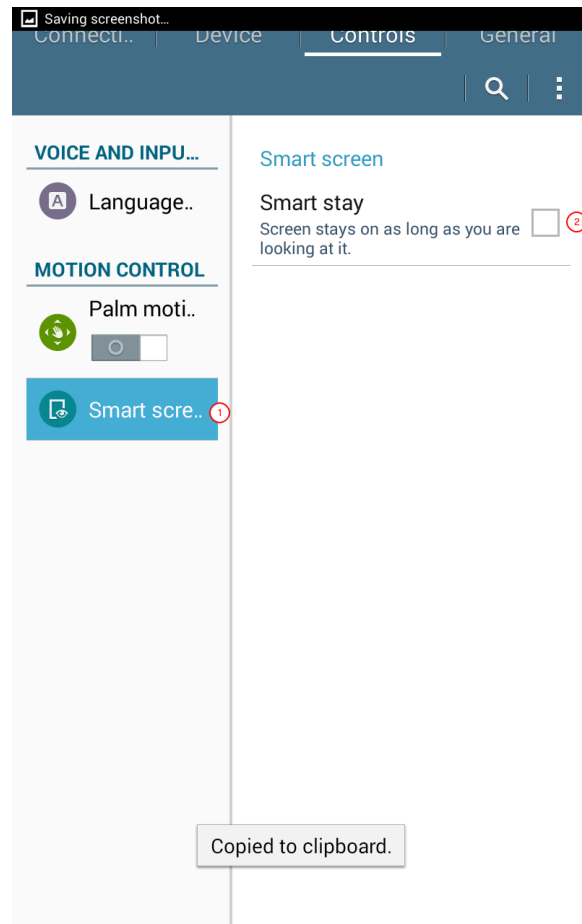 Saving screenshot...
Connecti..
Device
Controls
General
VOICE AND INPU...
A
Language..
MOTION CONTROL
Palm moti..
Smart scre..
1
Smart screen
Smart stay
Screen stays on as long as you are
looking at it.
2
Copied to clipboard.